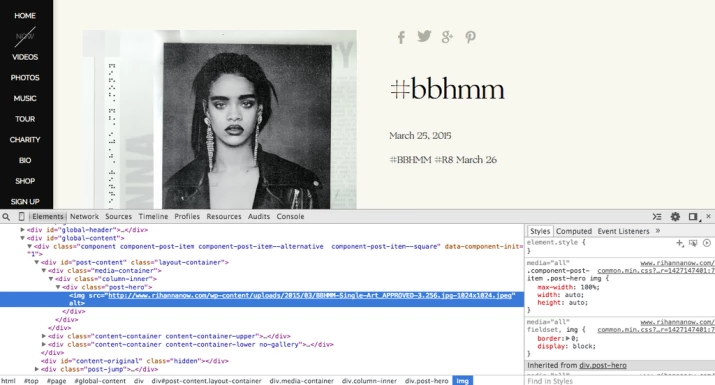 HOME
NOW
VIDEOS
PHOTOS
MUSIC
TOUR
CHARITY
BIO
SHOP
SIGN UP
#bbhmm
March 25, 2015
#BBHMM #R8 March 26
Elements Network Sources Timeline Profiles Resources Audits Console
<div id="global-header">…</div>
<div id="global-content">
<div class="component component-post-item component-post-item--alternative component-post-item--square" data-component-init=
"1">
<div id="post-content" class="layout-container">
<div class="media-container">
<div class="column-inner">
<div class="post-hero">
<img src="http://www.rihannanow.com/wp-content/uploads/2015/03/BBHMM-Single-Art_APPROVED-3.256.jpg-1024x1024.jpeg"
alt>
</div>
</div>
</div>
<div class="content-container content-container-upper">…</div>
<div class="content-container content-container-lower no-gallery">…</div>
</div>
<div id="content-original" class="hidden"></div>
<div class="post-jump">…</div>
html #top #page #global-content div div#post-content.layout-container div.media-container div.column-inner div.post-hero img
Styles Computed Event Listeners »
element.style {
}
media="all" www.rihannanow.com/
.component-post- common.min.css?…r=1427147401:7
item .post-hero img {
max-width: 100%;
width: auto;
height: auto;
}
media="all" www.rihannanow.com/
fieldset, img { common.min.css?…r=1427147401:7
border: 0;
display: block;
}
Inherited from div.post-hero
Find in Styles